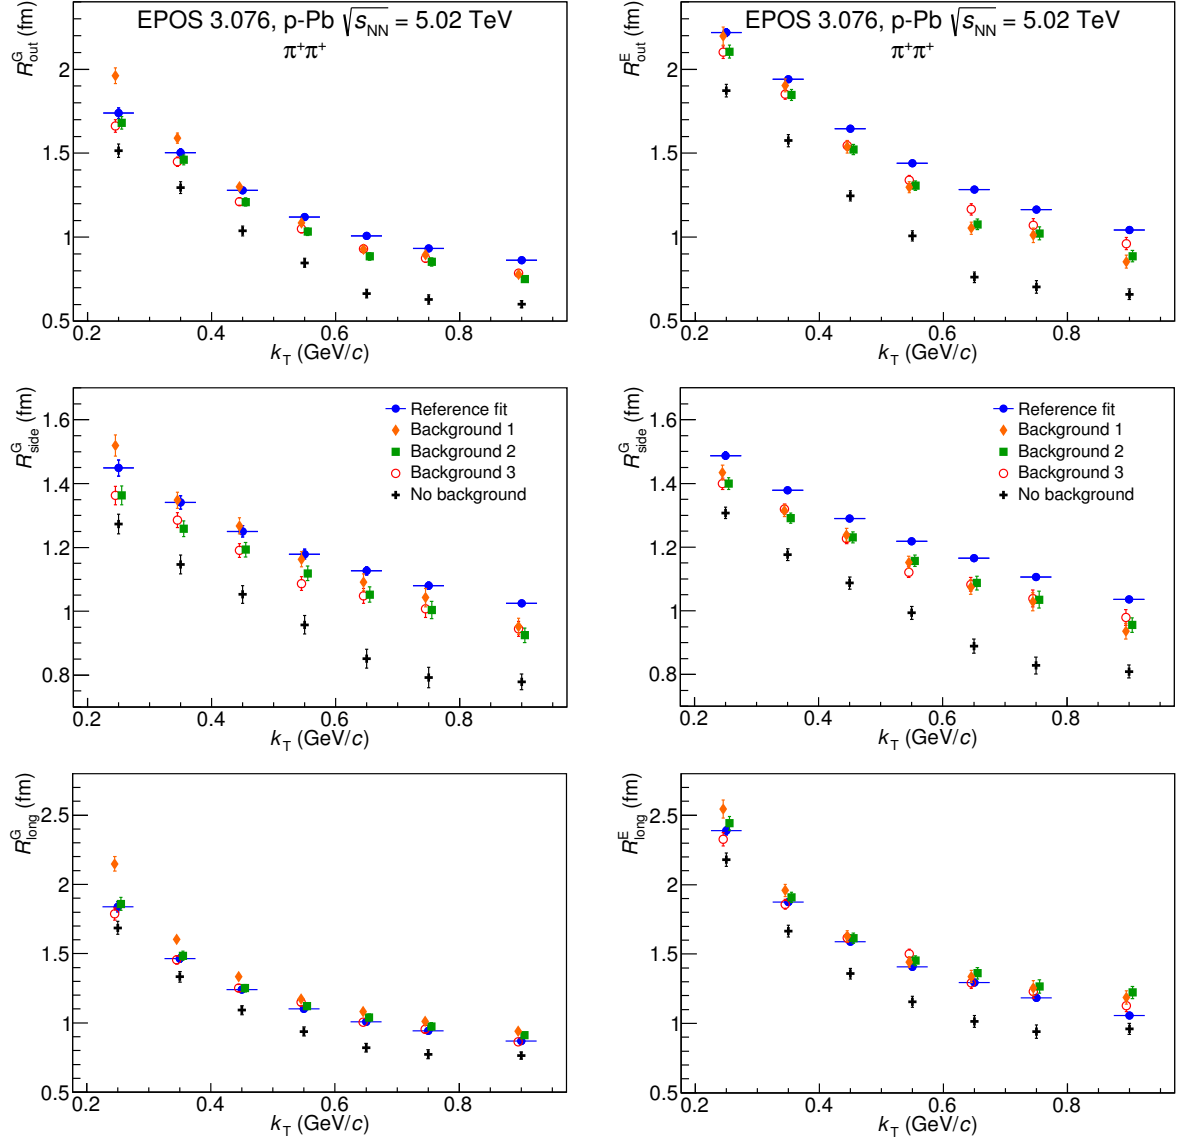 EPOS 3.076, p-Pb √sNN = 5.02 TeV
π+π+
R^G_out (fm)
2
1.5
1
0.5
0.2 0.4 0.6 0.8
kT (GeV/c)
EPOS 3.076, p-Pb √sNN = 5.02 TeV
π+π+
R^E_out (fm)
2
1.5
1
0.5
0.2 0.4 0.6 0.8
kT (GeV/c)
R^G_side (fm)
1.6
1.4
1.2
1
0.8
Reference fit
Background 1
Background 2
Background 3
No background
0.2 0.4 0.6 0.8
kT (GeV/c)
R^G_side (fm)
1.6
1.4
1.2
1
0.8
Reference fit
Background 1
Background 2
Background 3
No background
0.2 0.4 0.6 0.8
kT (GeV/c)
R^G_long (fm)
2.5
2
1.5
1
0.5
0.2 0.4 0.6 0.8
kT (GeV/c)
R^E_long (fm)
2.5
2
1.5
1
0.5
0.2 0.4 0.6 0.8
kT (GeV/c)